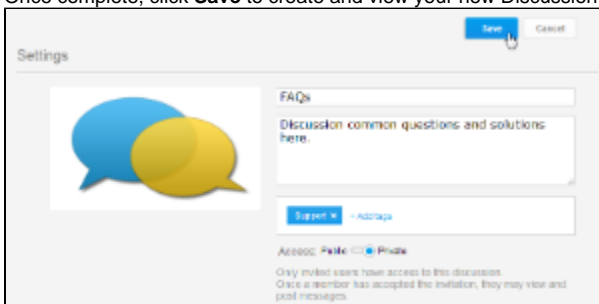 Once complete, click Save to create and view your new Discussion
Save Cancel
Settings
FAQs
Discussion common questions and solutions
here.
Support × + Add tags
Access: Public Private
Only invited users have access to this discussion.
Once a member has accepted the invitation, they may view and
post messages.